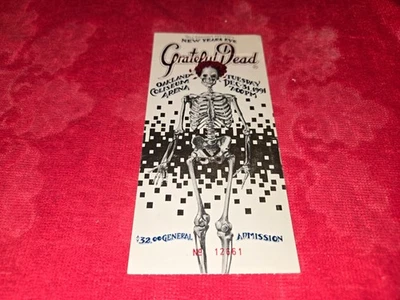 NEW YEARS EVE
Grateful Dead
OAKLAND TUESDAY
COLISEUM DEC. 31, 1991
ARENA 7:00 PM
$32.00 GENERAL ADMISSION
Nº 12661